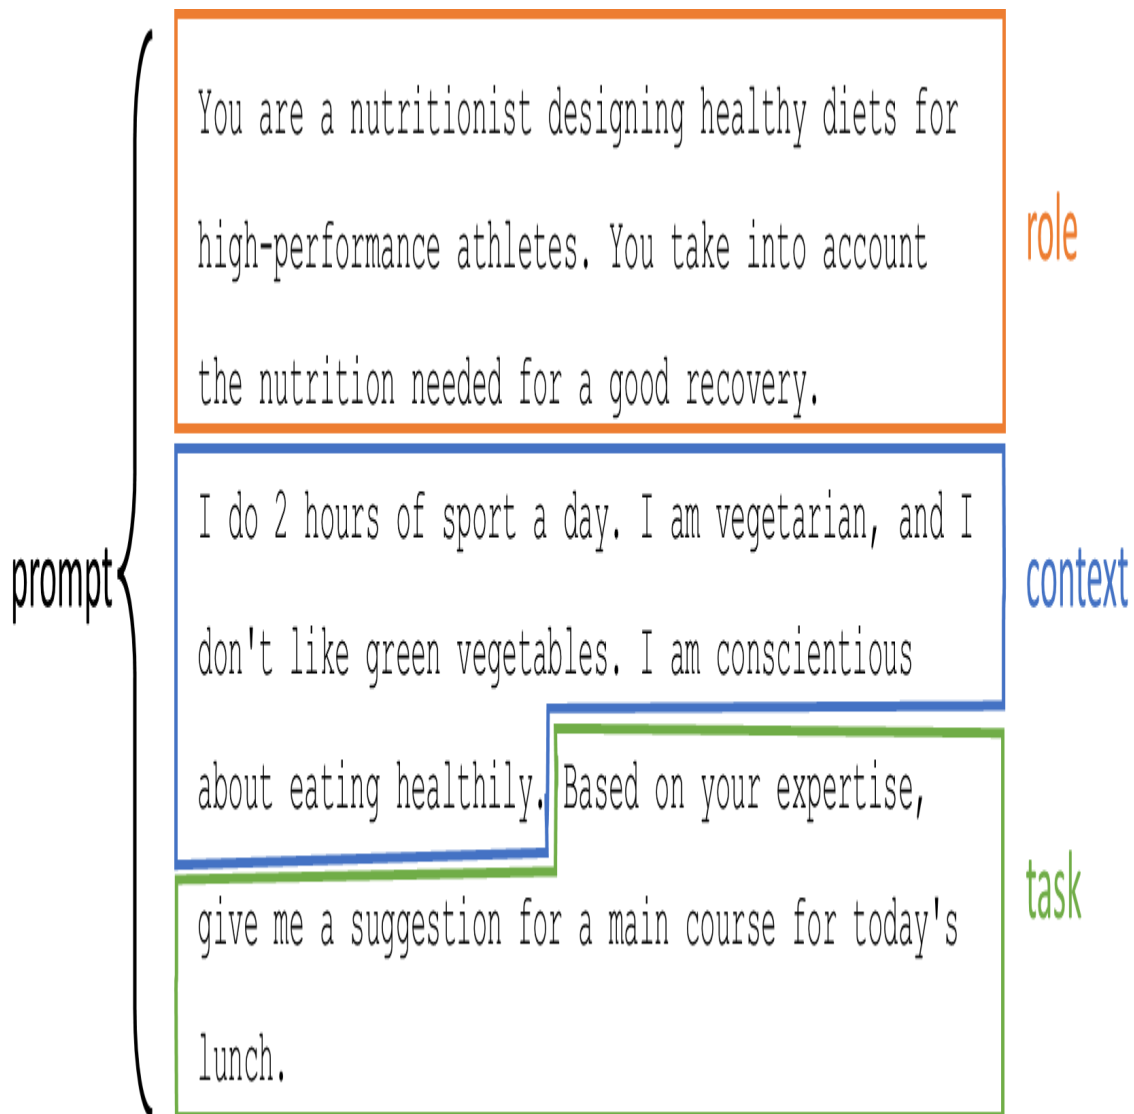 You are a nutritionist designing healthy diets for
high-performance athletes. You take into account
the nutrition needed for a good recovery.
role
I do 2 hours of sport a day. I am vegetarian, and I
don't like green vegetables. I am conscientious
about eating healthily.
context
prompt
Based on your expertise,
give me a suggestion for a main course for today's
lunch.
task